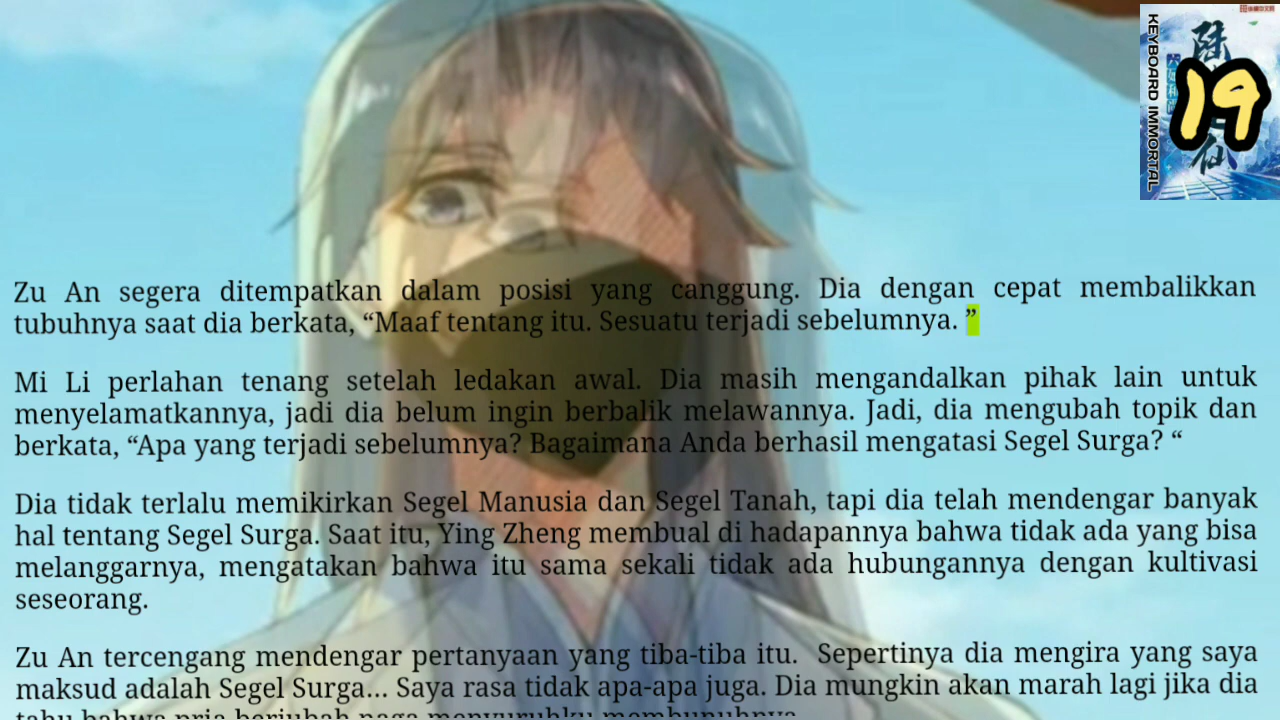 KEYBOARD IMMORTAL
19
Zu An segera ditempatkan dalam posisi yang canggung. Dia dengan cepat membalikkan
tubuhnya saat dia berkata, “Maaf tentang itu. Sesuatu terjadi sebelumnya. ”
Mi Li perlahan tenang setelah ledakan awal. Dia masih mengandalkan pihak lain untuk
menyelamatkannya, jadi dia belum ingin berbalik melawannya. Jadi, dia mengubah topik dan
berkata, “Apa yang terjadi sebelumnya? Bagaimana Anda berhasil mengatasi Segel Surga? “
Dia tidak terlalu memikirkan Segel Manusia dan Segel Tanah, tapi dia telah mendengar banyak
hal tentang Segel Surga. Saat itu, Ying Zheng membual di hadapannya bahwa tidak ada yang bisa
melanggarnya, mengatakan bahwa itu sama sekali tidak ada hubungannya dengan kultivasi
seseorang.
Zu An tercengang mendengar pertanyaan yang tiba-tiba itu. Sepertinya dia mengira yang saya
maksud adalah Segel Surga... Saya rasa tidak apa-apa juga. Dia mungkin akan marah lagi jika dia
tahu bahwa pria berjubah naga menyuruhku membunuhnya